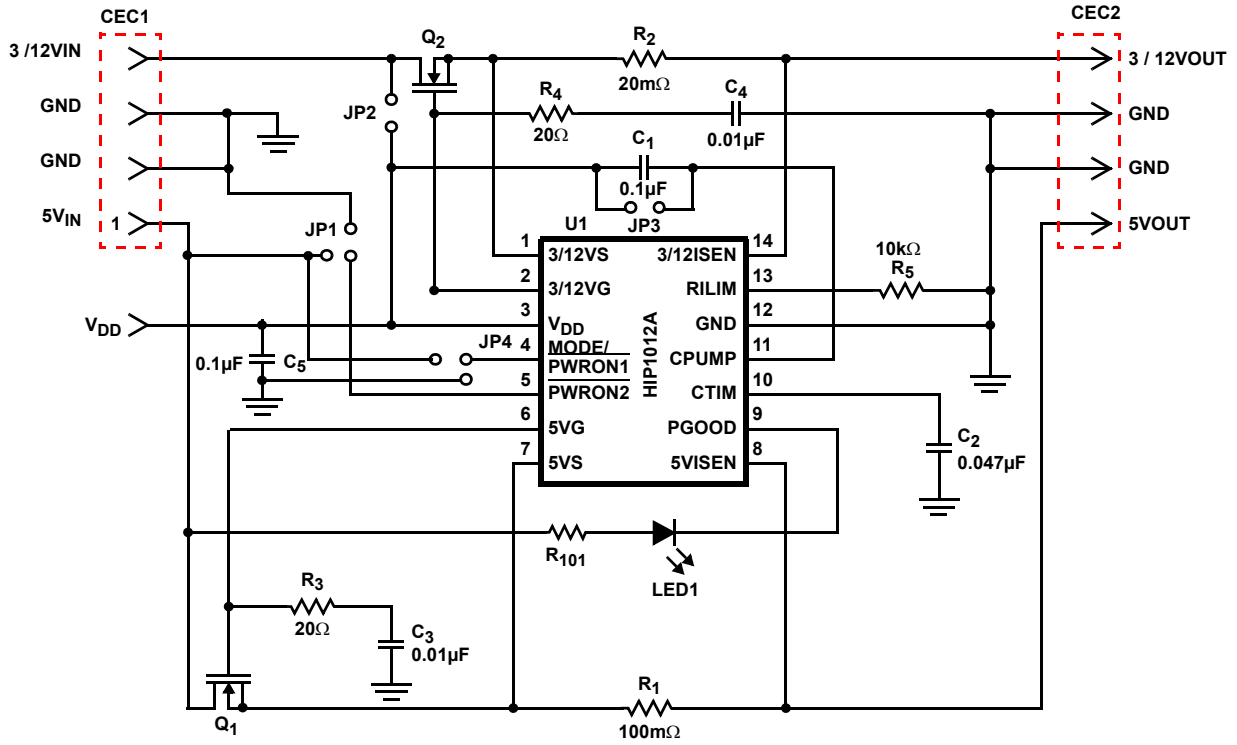 CEC1
CEC2
3 /12VIN
Q2
R2
20mΩ
3 / 12VOUT
GND
JP2
R4
20Ω
C4
0.01µF
GND
GND
C1
0.1µF
JP3
GND
5VIN
1
JP1
U1
5VOUT
1
3/12VS
3/12ISEN
14
10kΩ
R5
2
3/12VG
RILIM
13
VDD
3
VDD
GND
12
0.1µF
C5
JP4
4
MODE/
PWRON1
CPUMP
11
5
PWRON2
CTIM
10
HIP1012A
6
5VG
PGOOD
9
7
5VS
5VISEN
8
C2
0.047µF
R101
LED1
R3
20Ω
C3
0.01µF
Q1
R1
100mΩ